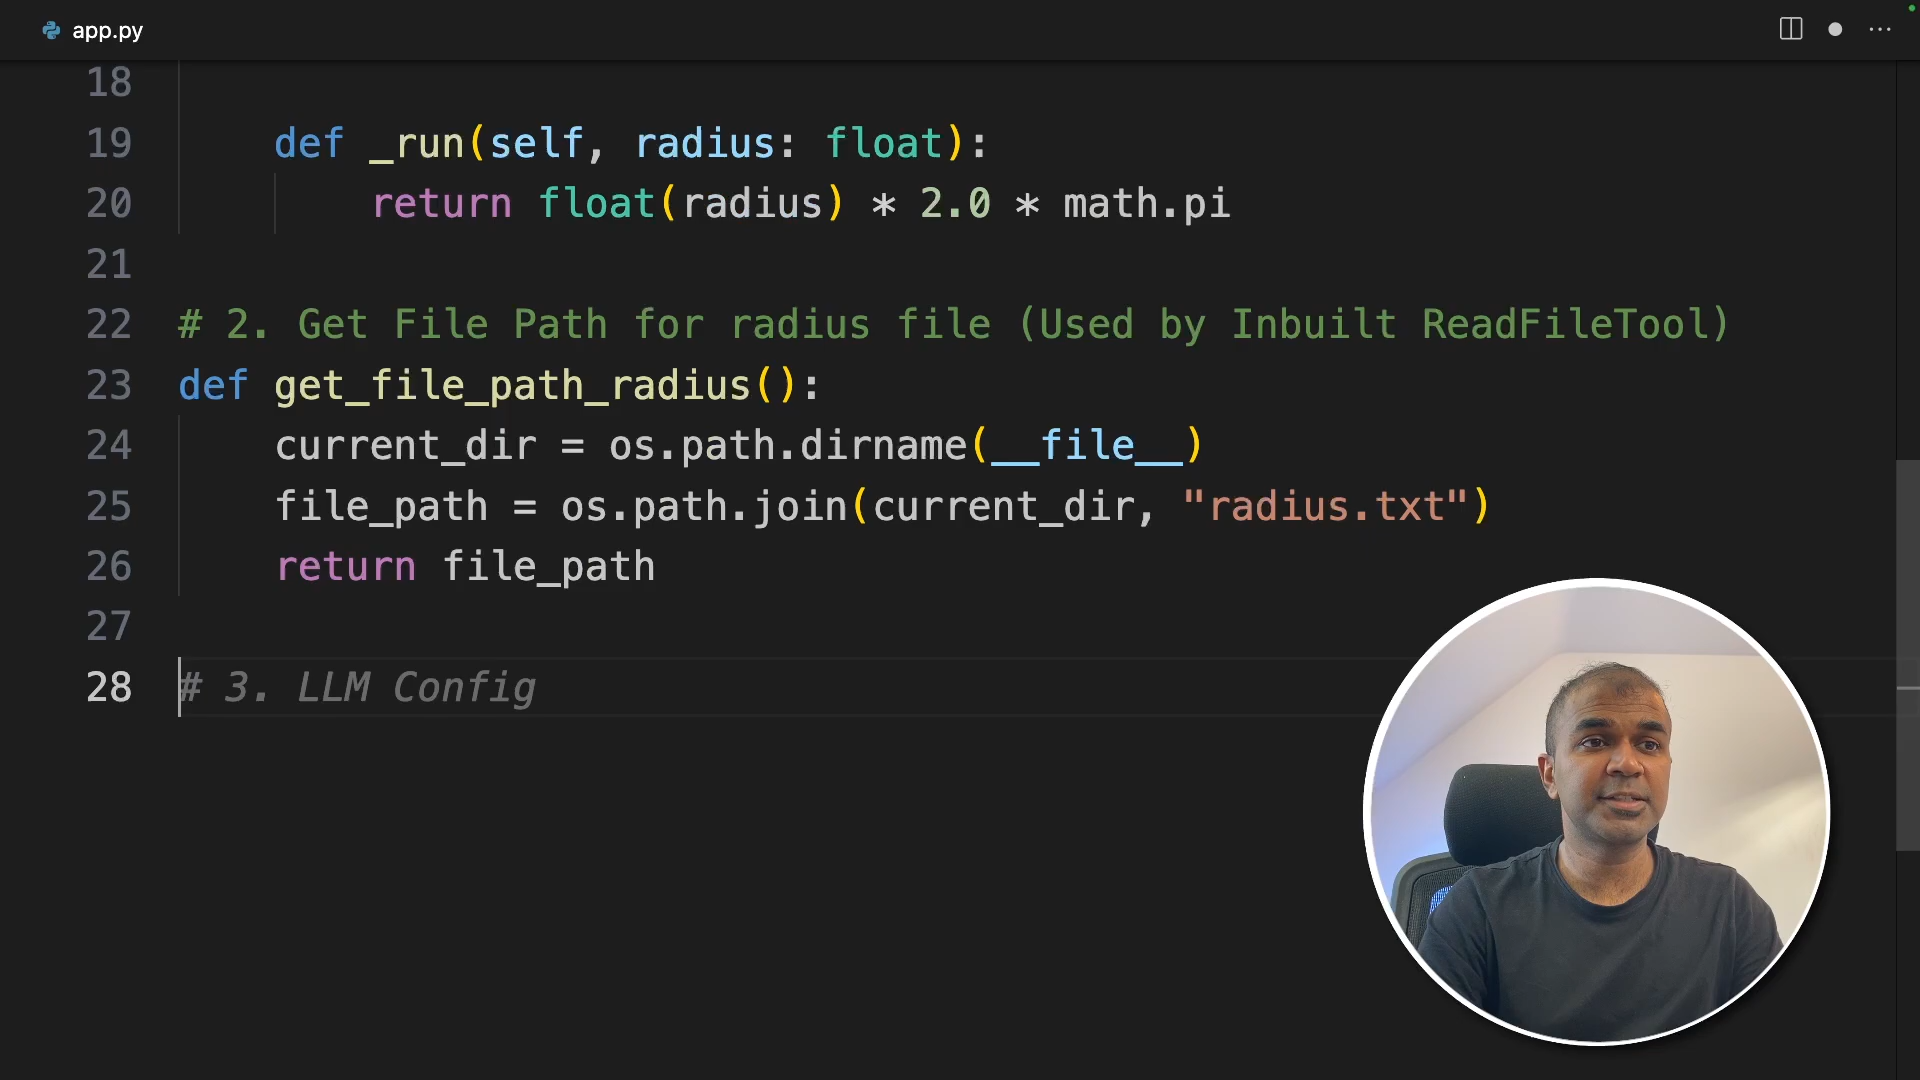 app.py
18
19 def _run(self, radius: float):
20 return float(radius) * 2.0 * math.pi
21
22 # 2. Get File Path for radius file (Used by Inbuilt ReadFileTool)
23 def get_file_path_radius():
24 current_dir = os.path.dirname(__file__)
25 file_path = os.path.join(current_dir, "radius.txt")
26 return file_path
27
28 # 3. LLM Config